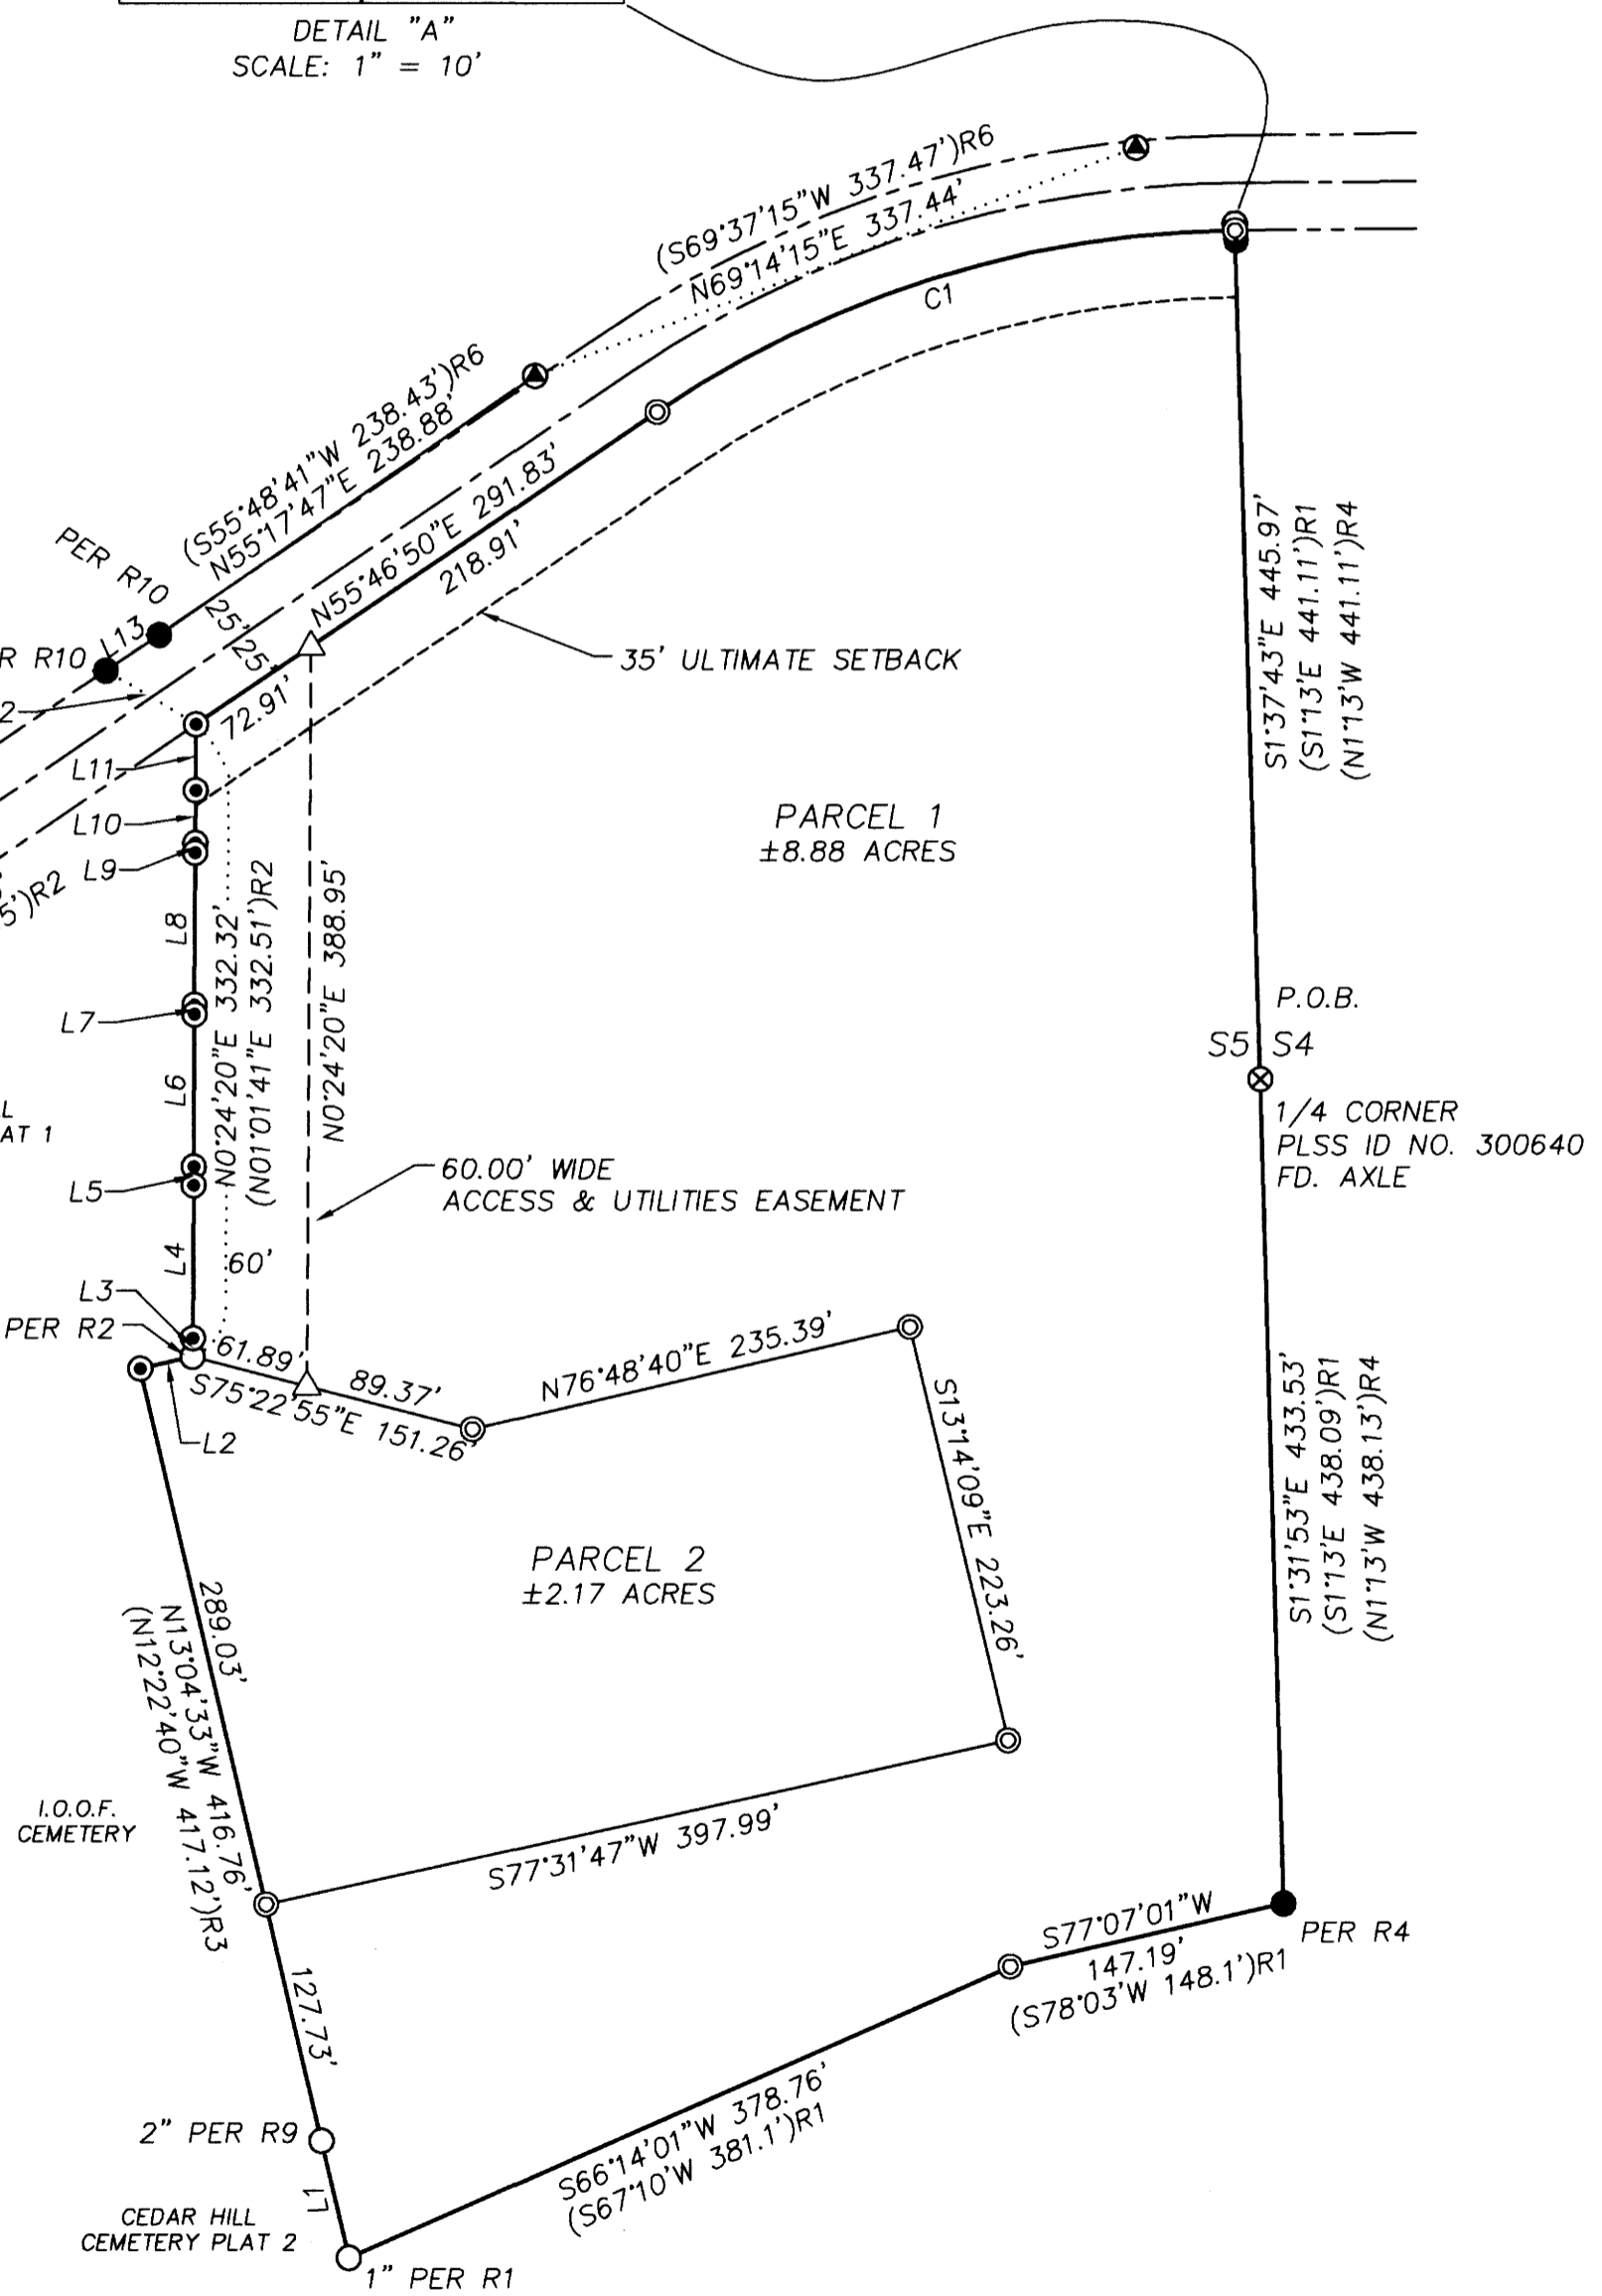 DETAIL "A"
SCALE: 1" = 10'
(S69°37'15"W 337.47')R6
N69°14'15"E 337.44'
C1
(S55°48'41"W 238.43')R6
N55°17'47"E 238.88'
PER R10
L13
R R10
25'
25'
N55°46'50"E 291.83'
218.91'
72.91'
35' ULTIMATE SETBACK
2
L11
L10
L9
5')R2
L8
L7
L6
L
AT 1
L5
L4
L3
PER R2
N0°24'20"E 332.32'
(N01°01'41"E 332.51')R2
N0°24'20"E 388.95'
60'
PARCEL 1
±8.88 ACRES
S1°37'43"E 445.97'
(S1°13'E 441.11')R1
(N1°13'W 441.11')R4
P.O.B.
S5 S4
1/4 CORNER
PLSS ID NO. 300640
FD. AXLE
60.00' WIDE
ACCESS & UTILITIES EASEMENT
61.89'
89.37'
S75°22'55"E 151.26'
L2
N76°48'40"E 235.39'
S13°14'09"E 223.26'
S1°31'53"E 433.53'
(S1°13'E 438.09')R1
(N1°13'W 438.13')R4
PARCEL 2
±2.17 ACRES
289.03'
N13°04'33"W 416.76'
(N12°22'40"W 417.12')R3
I.O.O.F.
CEMETERY
S77°31'47"W 397.99'
S77°07'01"W
147.19'
(S78°03'W 148.1')R1
PER R4
127.73'
2" PER R9
S66°14'01"W 378.76'
(S67°10'W 381.1')R1
L1
CEDAR HILL
CEMETERY PLAT 2
1" PER R1